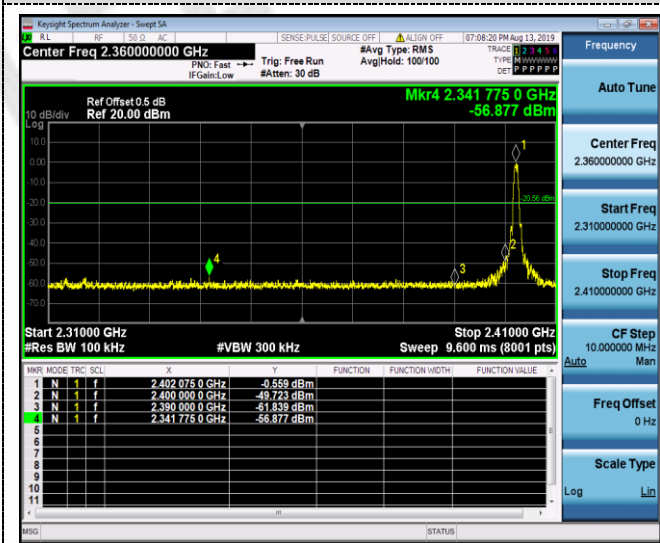 Keysight Spectrum Analyzer - Swept SA
RL RF 50 Ω AC SENSE:PULSE SOURCE OFF ALIGN OFF 07:08:20 PM Aug 13, 2019
Center Freq 2.360000000 GHz
PNO: Fast
IFGain:Low
Trig: Free Run
#Atten: 30 dB
#Avg Type: RMS
Avg|Hold: 100/100
TRACE 1 2 3 4 5 6
TYPE MWWWWW
DET P P P P P P
Ref Offset 0.5 dB
10 dB/div Ref 20.00 dBm
Log
Mkr4 2.341 775 0 GHz
-56.877 dBm
10.0
0.00
-10.0
-20.0
-30.0
-40.0
-50.0
-60.0
-70.0
1
-20.56 dBm
2
3
4
Start 2.31000 GHz Stop 2.41000 GHz
#Res BW 100 kHz #VBW 300 kHz Sweep 9.600 ms (8001 pts)
MKR MODE TRC SCL X Y FUNCTION FUNCTION WIDTH FUNCTION VALUE
1 N 1 f 2.402 075 0 GHz -0.559 dBm
2 N 1 f 2.400 000 0 GHz -49.723 dBm
3 N 1 f 2.390 000 0 GHz -61.839 dBm
4 N 1 f 2.341 775 0 GHz -56.877 dBm
5
6
7
8
9
10
11
MSG STATUS
Frequency
Auto Tune
Center Freq
2.360000000 GHz
Start Freq
2.310000000 GHz
Stop Freq
2.410000000 GHz
CF Step
10.000000 MHz
Auto Man
Freq Offset
0 Hz
Scale Type
Log Lin